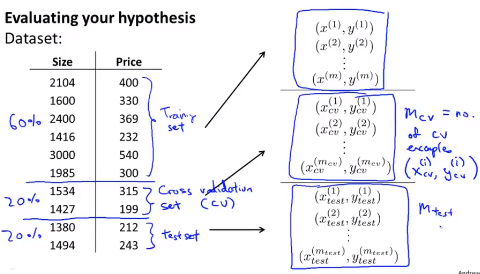 Evaluating your hypothesis
Dataset:
Size Price
2104 400
1600 330
2400 369
1416 232
3000 540
1985 300
1534 315
1427 199
1380 212
1494 243
60%
20%
20%
Training set
Cross validation set (CV)
test set
(x^{(1)}, y^{(1)})
(x^{(2)}, y^{(2)})
⋮
(x^{(m)}, y^{(m)})
(x_{cv}^{(1)}, y_{cv}^{(1)})
(x_{cv}^{(2)}, y_{cv}^{(2)})
⋮
(x_{cv}^{(m_{cv})}, y_{cv}^{(m_{cv})})
M_{cv} = no.
of CV
examples
(x_{cv}^{(i)}, y_{cv}^{(i)})
(x_{test}^{(1)}, y_{test}^{(1)})
(x_{test}^{(2)}, y_{test}^{(2)})
⋮
(x_{test}^{(m_{test})}, y_{test}^{(m_{test})})
M_{test}
Andrew